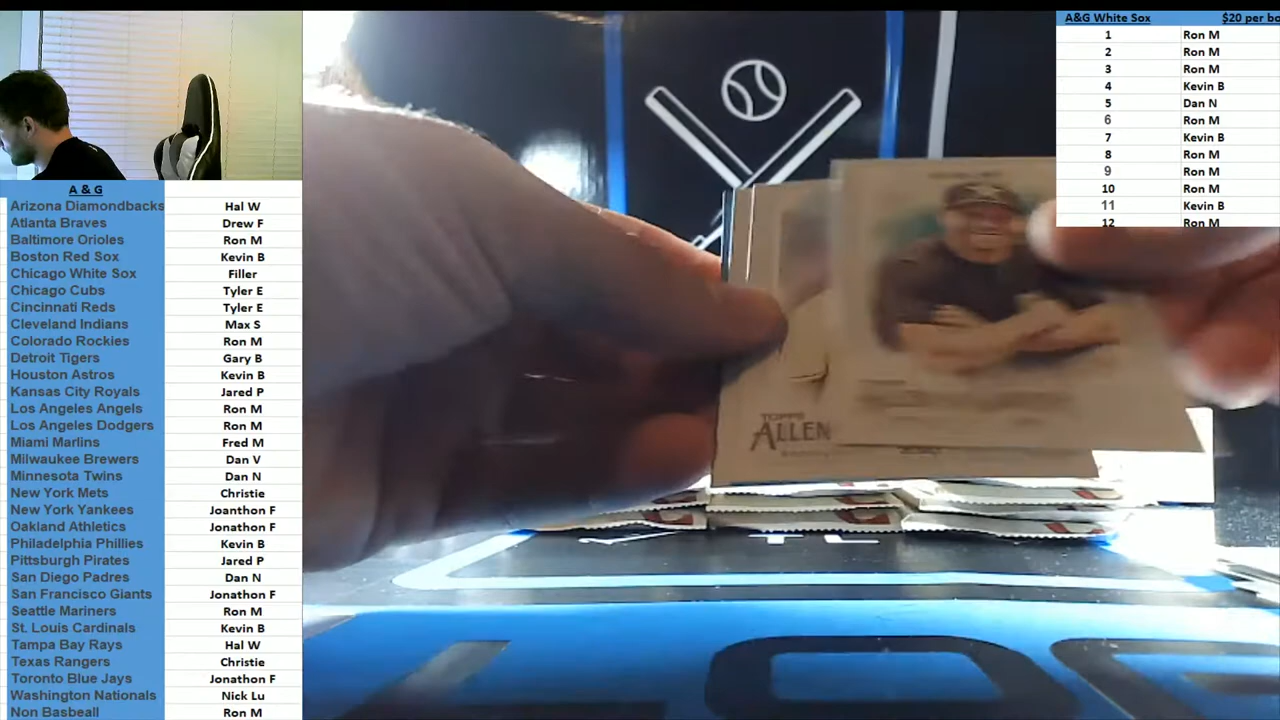 A & G
Arizona Diamondbacks Hal W
Atlanta Braves Drew F
Baltimore Orioles Ron M
Boston Red Sox Kevin B
Chicago White Sox Filler
Chicago Cubs Tyler E
Cincinnati Reds Tyler E
Cleveland Indians Max S
Colorado Rockies Ron M
Detroit Tigers Gary B
Houston Astros Kevin B
Kansas City Royals Jared P
Los Angeles Angels Ron M
Los Angeles Dodgers Ron M
Miami Marlins Fred M
Milwaukee Brewers Dan V
Minnesota Twins Dan N
New York Mets Christie
New York Yankees Joanthon F
Oakland Athletics Jonathon F
Philadelphia Phillies Kevin B
Pittsburgh Pirates Jared P
San Diego Padres Dan N
San Francisco Giants Jonathon F
Seattle Mariners Ron M
St. Louis Cardinals Kevin B
Tampa Bay Rays Hal W
Texas Rangers Christie
Toronto Blue Jays Jonathon F
Washington Nationals Nick Lu
Non Basbeall Ron M
TOPPS
ALLEN
A&G White Sox $20 per bo
1 Ron M
2 Ron M
3 Ron M
4 Kevin B
5 Dan N
6 Ron M
7 Kevin B
8 Ron M
9 Ron M
10 Ron M
11 Kevin B
12 Ron M